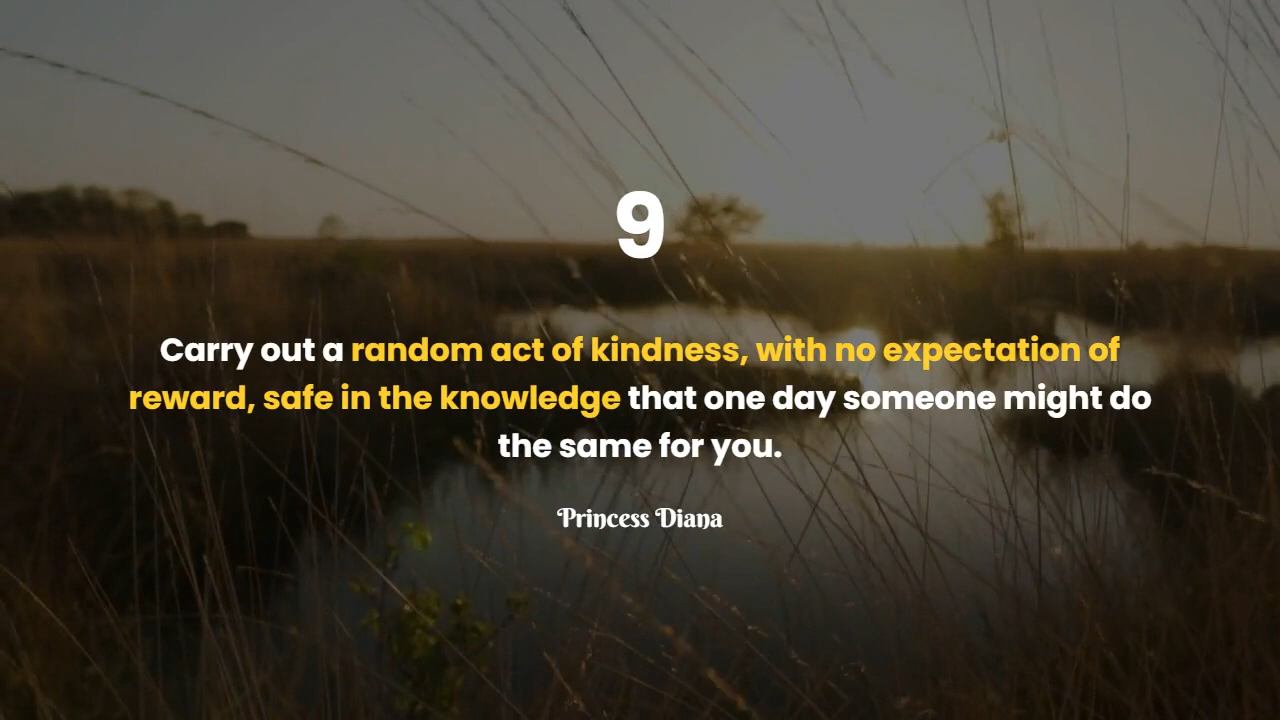 9
Carry out a random act of kindness, with no expectation of
reward, safe in the knowledge that one day someone might do
the same for you.
Princess Diana